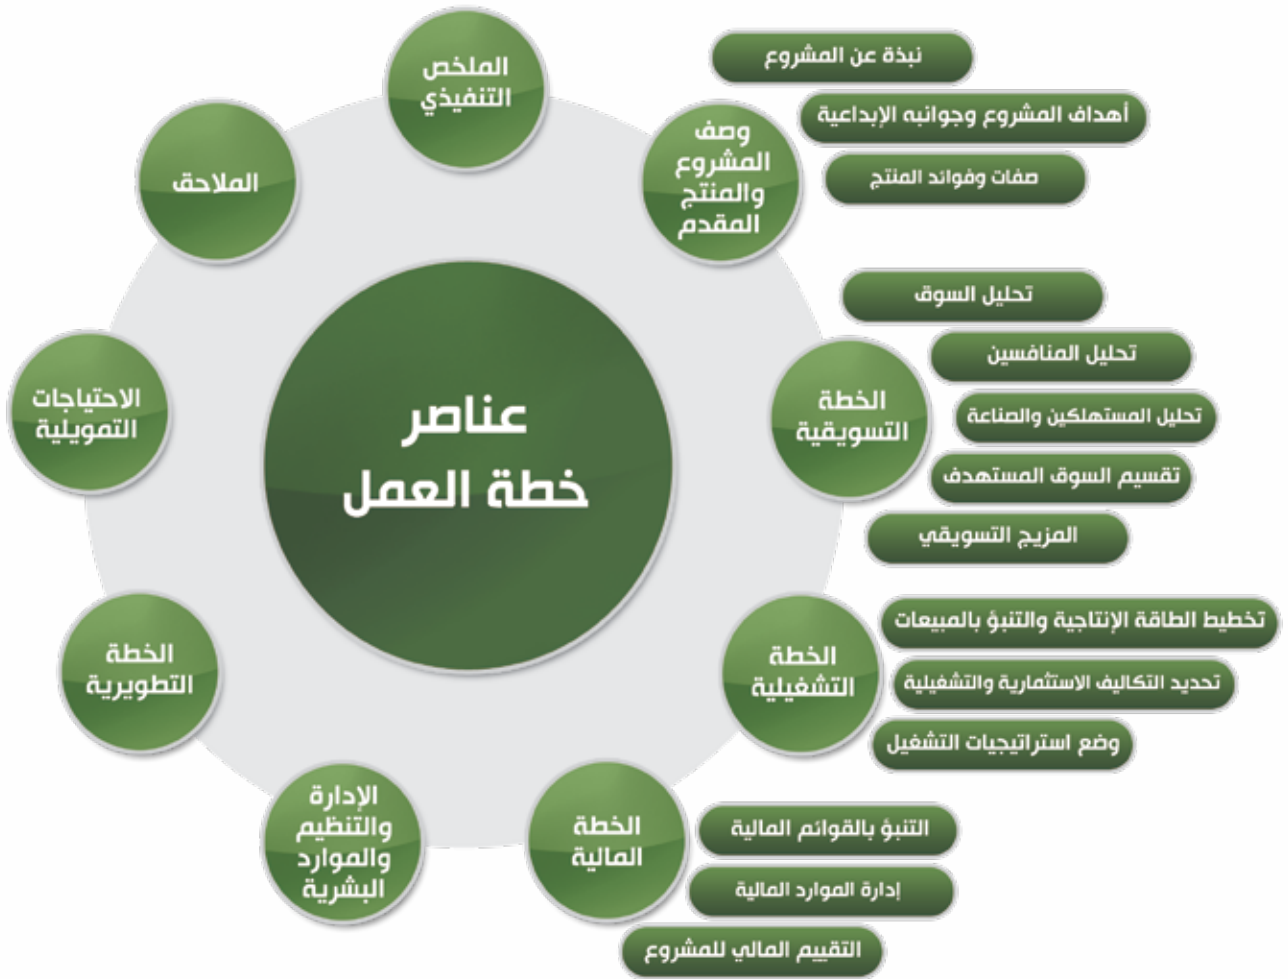 عناصر
خطة العمل
الملخص
التنفيذي
وصف
المشروع
والمنتج
المقدم
نبذة عن المشروع
أهداف المشروع وجوانبه الإبداعية
صفات وفوائد المنتج
الخطة
التسويقية
تحليل السوق
تحليل المنافسين
تحليل المستهلكين والصناعة
تقسيم السوق المستهدف
المزيج التسويقي
الخطة
التشغيلية
تخطيط الطاقة الإنتاجية والتنبؤ بالمبيعات
تحديد التكاليف الاستثمارية والتشغيلية
وضع استراتيجيات التشغيل
الخطة
المالية
التنبؤ بالقوائم المالية
إدارة الموارد المالية
التقييم المالي للمشروع
الإدارة
والتنظيم
والموارد
البشرية
الخطة
التطويرية
الاحتياجات
التمويلية
الملاحق